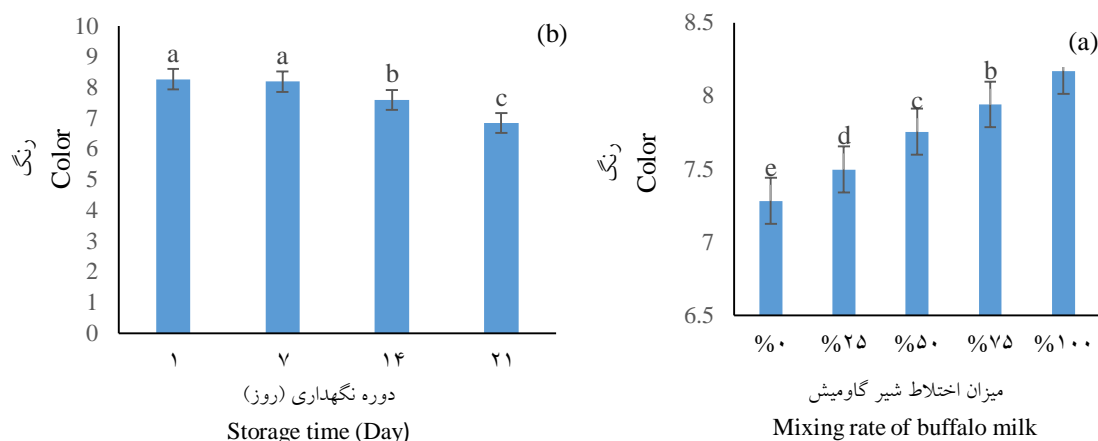 (b)
10
9
8
7
6
5
4
3
2
1
0
a
a
b
c
رنگ
Color
۱
۷
۱۴
۲۱
دوره نگهداری (روز)
Storage time (Day)
(a)
8.5
8
7.5
7
6.5
e
d
c
b
رنگ
Color
%۰
%۲۵
%۵۰
%۷۵
%۱۰۰
میزان اختلاط شیر گاومیش
Mixing rate of buffalo milk